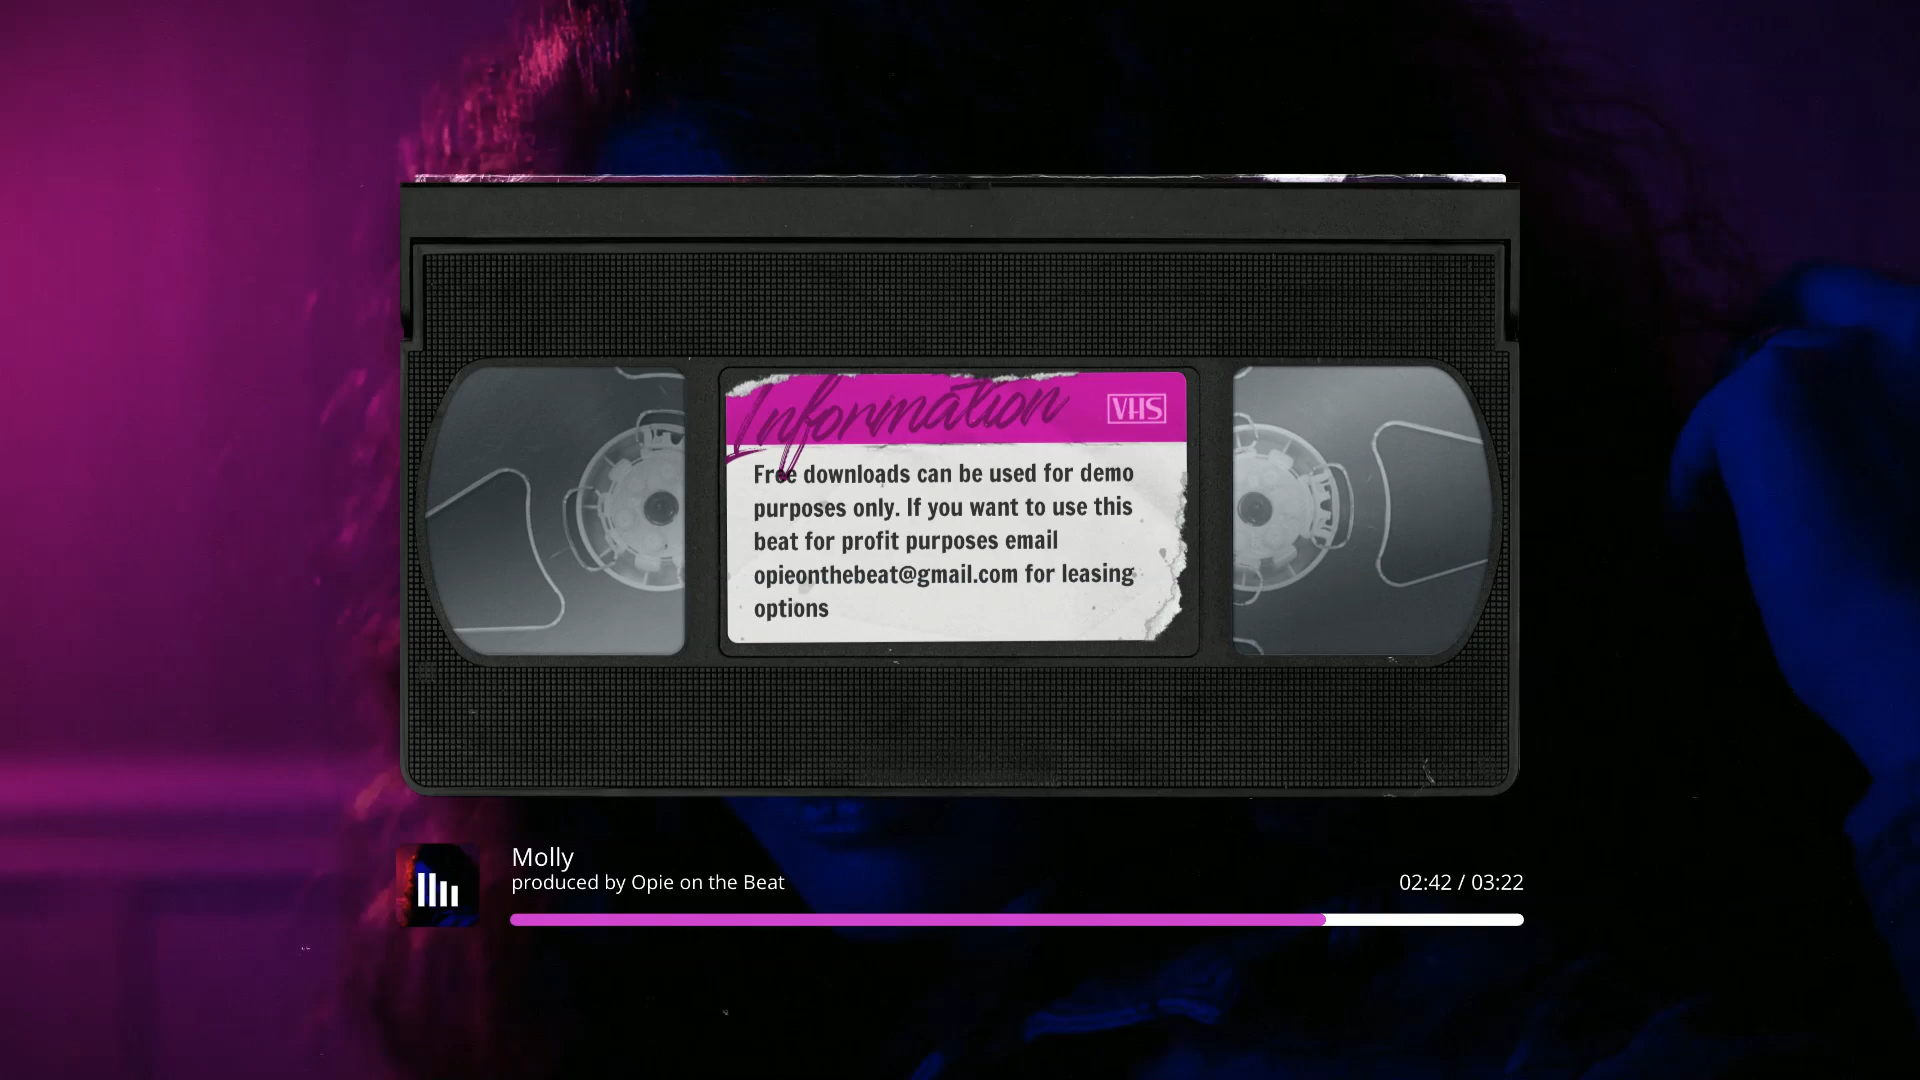 Information
VHS
Free downloads can be used for demo
purposes only. If you want to use this
beat for profit purposes email
opieonthebeat@gmail.com for leasing
options
Molly
produced by Opie on the Beat
02:42 / 03:22